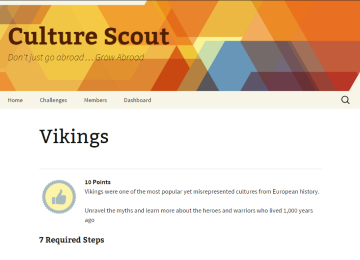 Culture Scout
Don't just go abroad ... Grow Abroad
Home Challenges Members Dashboard
Vikings
10 Points
Vikings were one of the most popular yet misrepresented cultures from European history.
Unravel the myths and learn more about the heroes and warriors who lived 1,000 years
ago
7 Required Steps